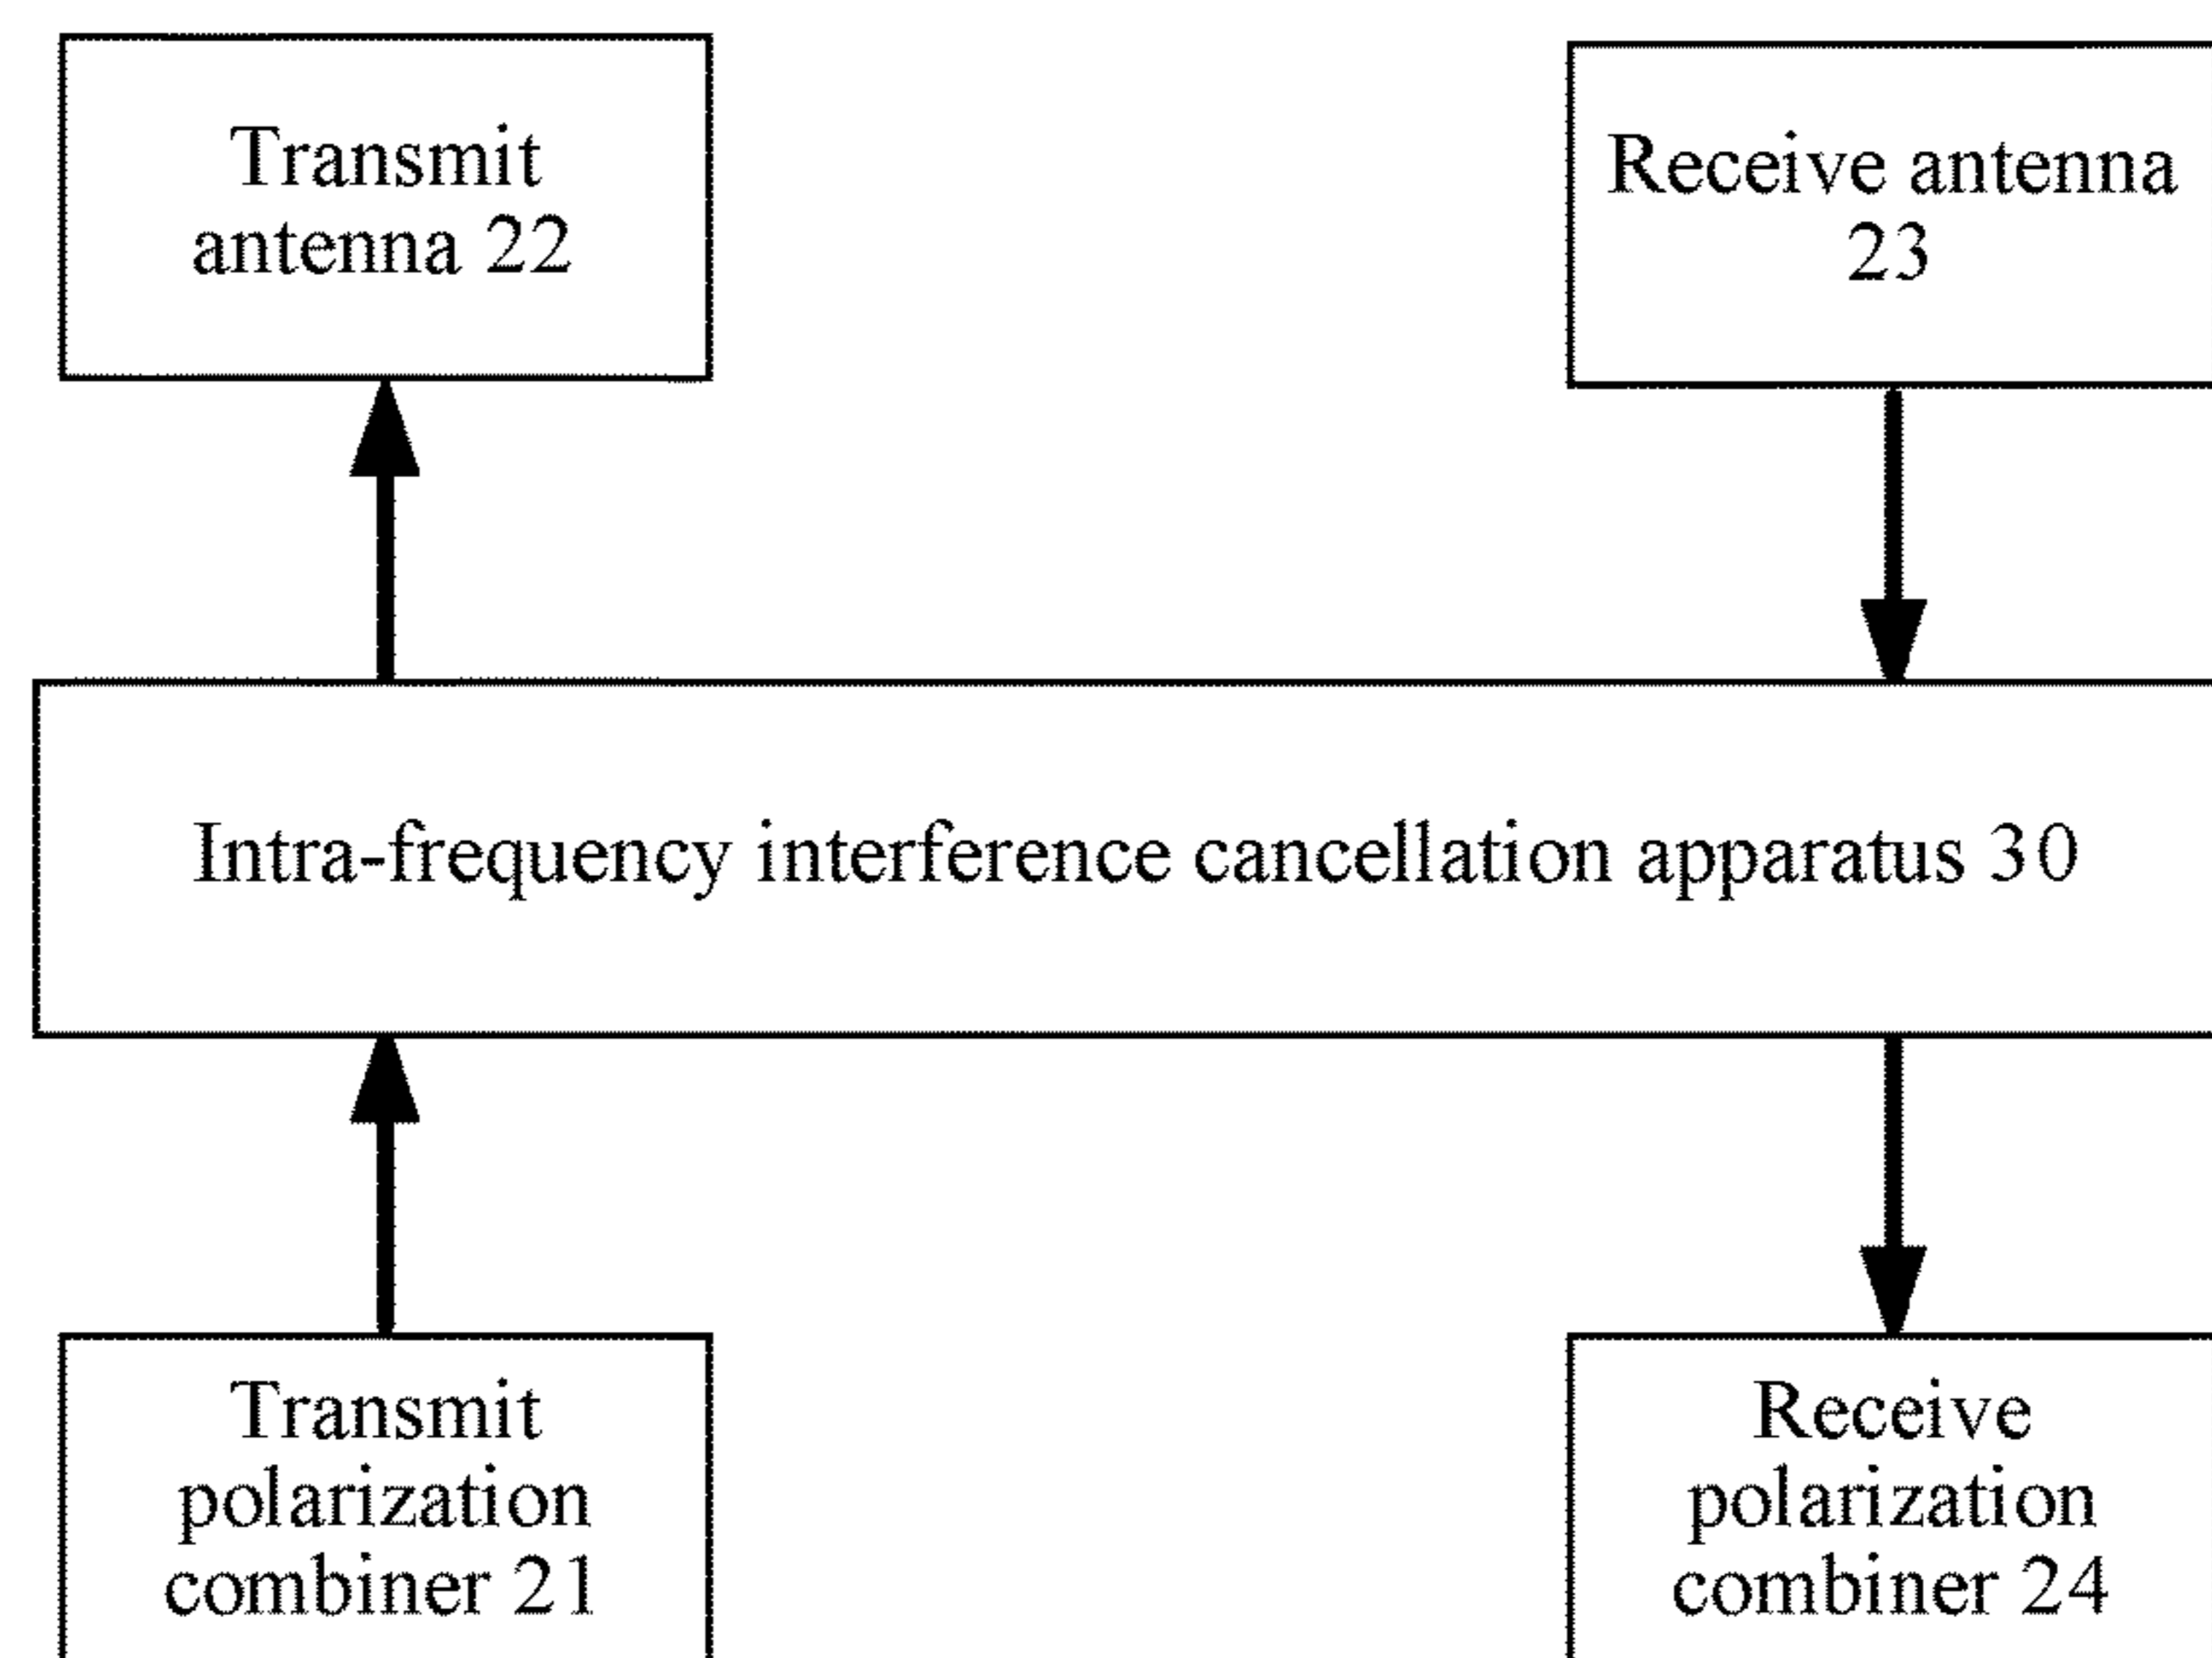 Transmit
antenna 22
Receive antenna
23
Intra-frequency interference cancellation apparatus 30
Transmit
polarization
combiner 21
Receive
polarization
combiner 24